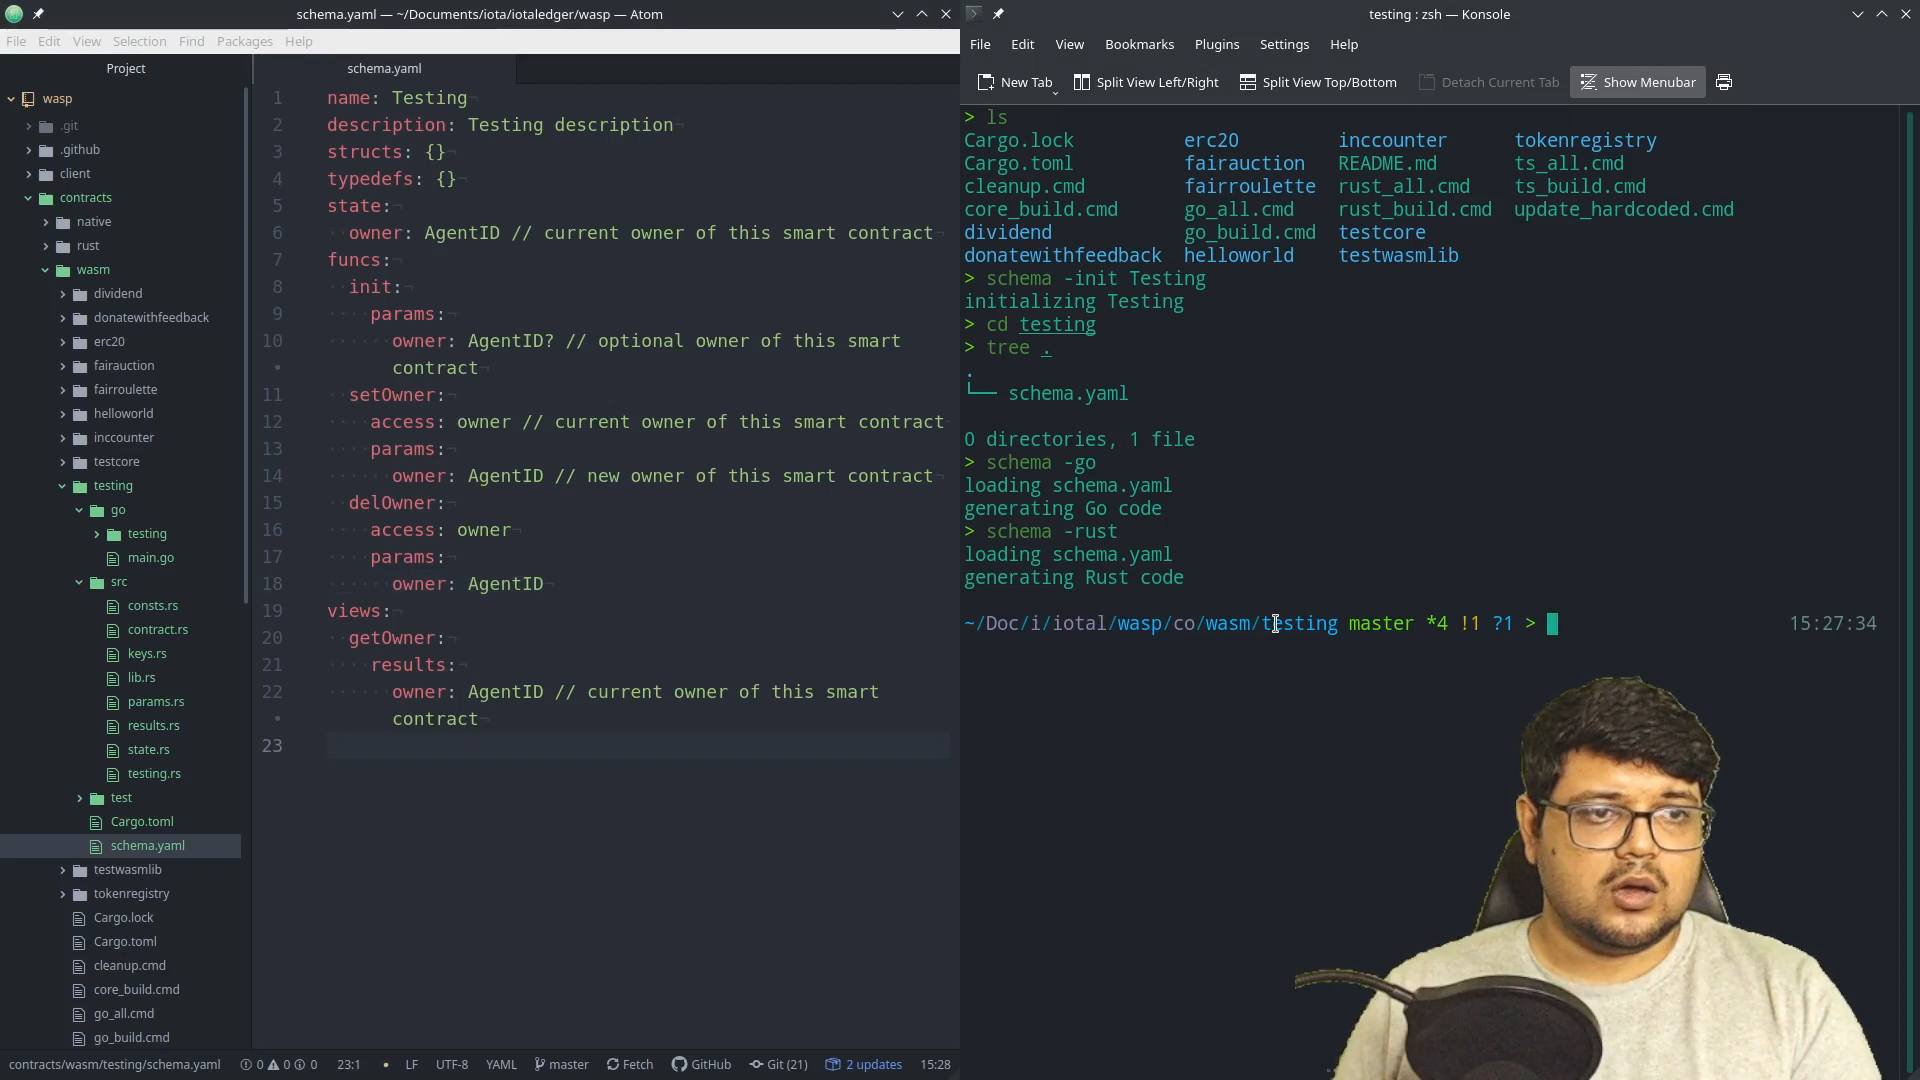 schema.yaml — ~/Documents/iota/iotaledger/wasp — Atom
File Edit View Selection Find Packages Help
Project
wasp
.git
.github
client
contracts
native
rust
wasm
dividend
donatewithfeedback
erc20
fairauction
fairroulette
helloworld
inccounter
testcore
testing
go
testing
main.go
src
consts.rs
contract.rs
keys.rs
lib.rs
params.rs
results.rs
state.rs
testing.rs
test
Cargo.toml
schema.yaml
testwasmlib
tokenregistry
Cargo.lock
Cargo.toml
cleanup.cmd
core_build.cmd
go_all.cmd
go_build.cmd
schema.yaml
1 name: Testing
2 description: Testing description
3 structs: {}
4 typedefs: {}
5 state:
6 owner: AgentID // current owner of this smart contract
7 funcs:
8 init:
9 params:
10 owner: AgentID? // optional owner of this smart
contract
11 setOwner:
12 access: owner // current owner of this smart contract
13 params:
14 owner: AgentID // new owner of this smart contract
15 delOwner:
16 access: owner
17 params:
18 owner: AgentID
19 views:
20 getOwner:
21 results:
22 owner: AgentID // current owner of this smart
contract
23
contracts/wasm/testing/schema.yaml 0 0 0 23:1 LF UTF-8 YAML master Fetch GitHub Git (21) 2 updates 15:28
testing : zsh — Konsole
File Edit View Bookmarks Plugins Settings Help
New Tab Split View Left/Right Split View Top/Bottom Detach Current Tab Show Menubar
> ls
Cargo.lock erc20 inccounter tokenregistry
Cargo.toml fairauction README.md ts_all.cmd
cleanup.cmd fairroulette rust_all.cmd ts_build.cmd
core_build.cmd go_all.cmd rust_build.cmd update_hardcoded.cmd
dividend go_build.cmd testcore
donatewithfeedback helloworld testwasmlib
> schema -init Testing
initializing Testing
> cd testing
> tree .
.
└── schema.yaml
0 directories, 1 file
> schema -go
loading schema.yaml
generating Go code
> schema -rust
loading schema.yaml
generating Rust code
~/Doc/i/iotal/wasp/co/wasm/testing master *4 !1 ?1 > 15:27:34